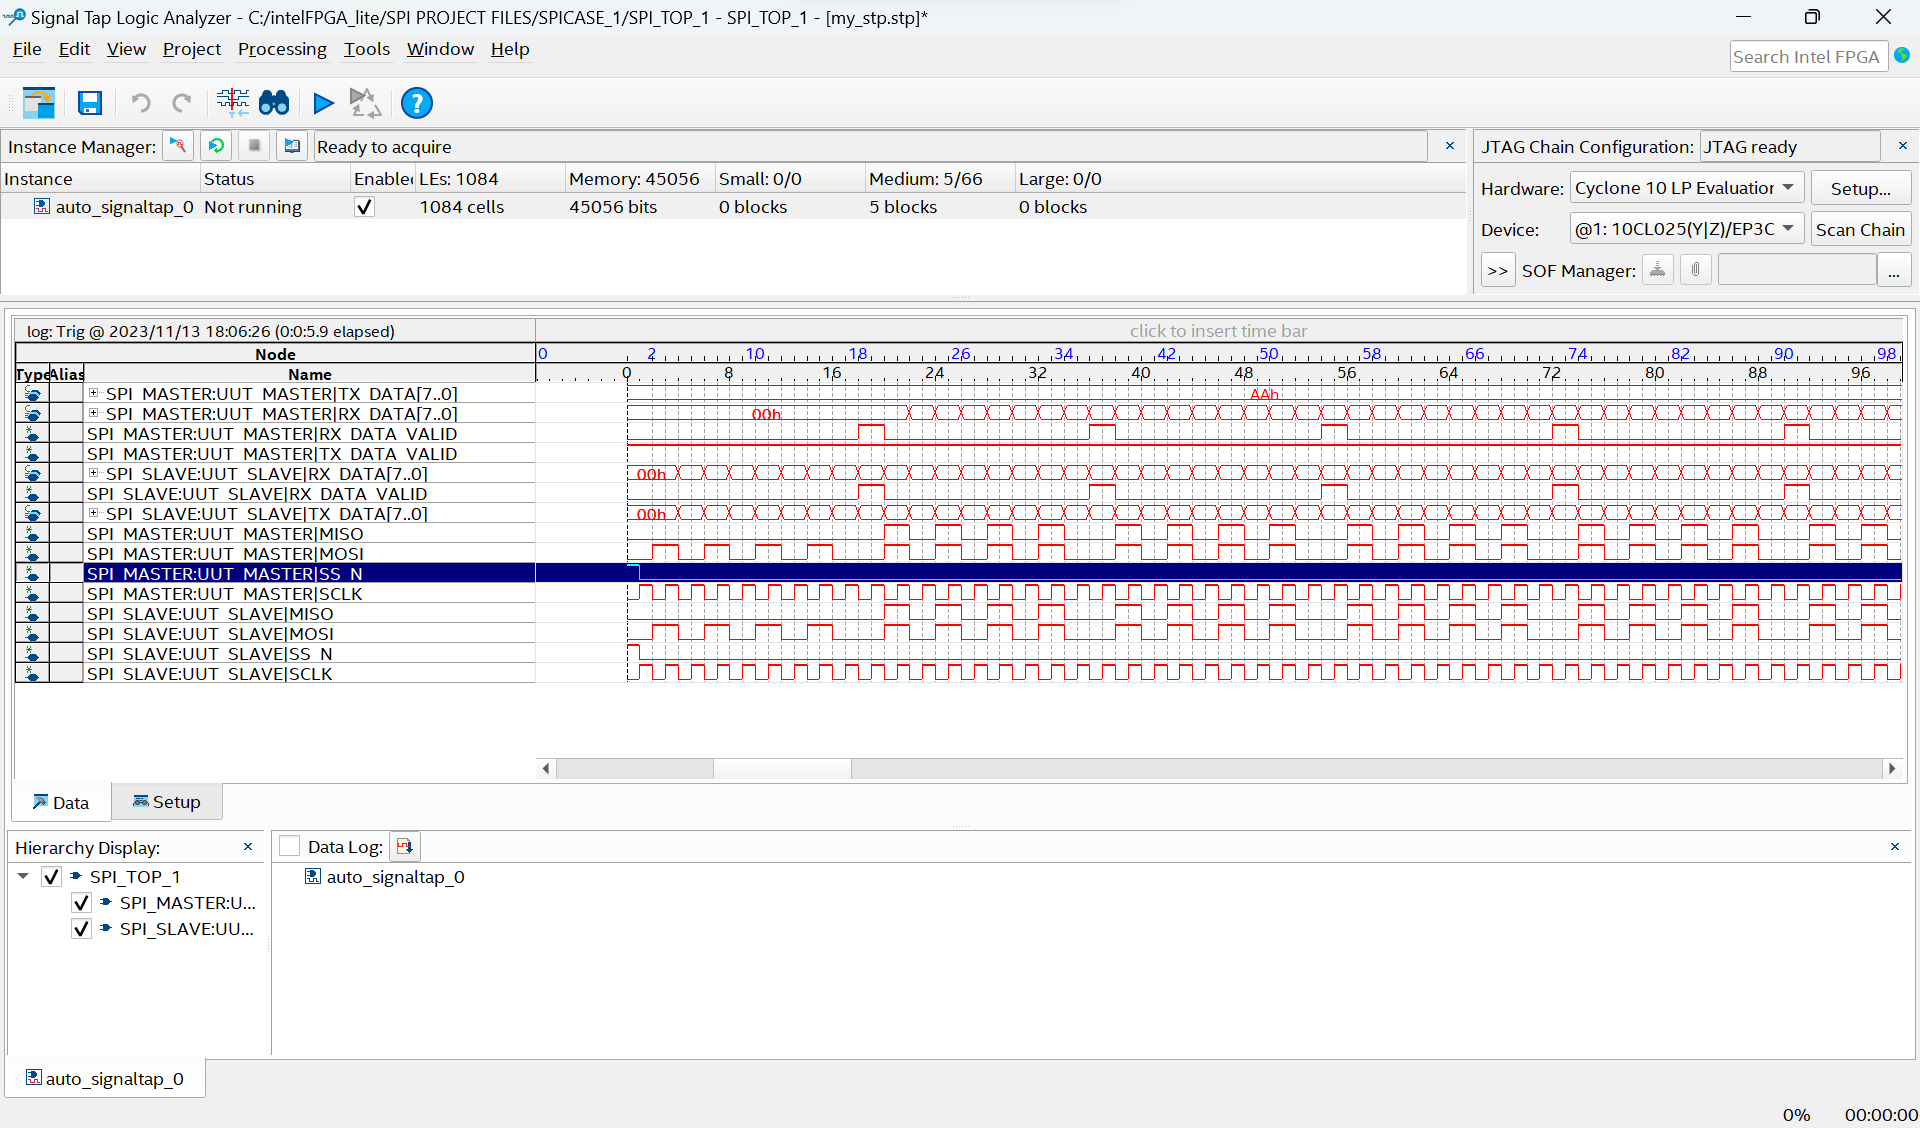 Signal Tap Logic Analyzer - C:/intelFPGA_lite/SPI PROJECT FILES/SPICASE_1/SPI_TOP_1 - SPI_TOP_1 - [my_stp.stp]*
File Edit View Project Processing Tools Window Help
Search Intel FPGA
Instance Manager: Ready to acquire
JTAG Chain Configuration: JTAG ready
Instance Status Enable LEs: 1084 Memory: 45056 Small: 0/0 Medium: 5/66 Large: 0/0
auto_signaltap_0 Not running 1084 cells 45056 bits 0 blocks 5 blocks 0 blocks
Hardware: Cyclone 10 LP Evaluation Setup...
Device: @1: 10CL025(Y|Z)/EP3C Scan Chain
>> SOF Manager: ...
log: Trig @ 2023/11/13 18:06:26 (0:0:5.9 elapsed) click to insert time bar
Node 0 2 10 18 26 34 42 50 58 66 74 82 90 98
Type Alias Name 0 8 16 24 32 40 48 56 64 72 80 88 96
SPI_MASTER:UUT_MASTER|TX_DATA[7..0] AAh
SPI_MASTER:UUT_MASTER|RX_DATA[7..0] 00h
SPI_MASTER:UUT_MASTER|RX_DATA_VALID
SPI_MASTER:UUT_MASTER|TX_DATA_VALID
SPI_SLAVE:UUT_SLAVE|RX_DATA[7..0] 00h
SPI_SLAVE:UUT_SLAVE|RX_DATA_VALID
SPI_SLAVE:UUT_SLAVE|TX_DATA[7..0] 00h
SPI_MASTER:UUT_MASTER|MISO
SPI_MASTER:UUT_MASTER|MOSI
SPI_MASTER:UUT_MASTER|SS_N
SPI_MASTER:UUT_MASTER|SCLK
SPI_SLAVE:UUT_SLAVE|MISO
SPI_SLAVE:UUT_SLAVE|MOSI
SPI_SLAVE:UUT_SLAVE|SS_N
SPI_SLAVE:UUT_SLAVE|SCLK
Data Setup
Hierarchy Display:
SPI_TOP_1
SPI_MASTER:U...
SPI_SLAVE:UU...
Data Log:
auto_signaltap_0
auto_signaltap_0
0% 00:00:00